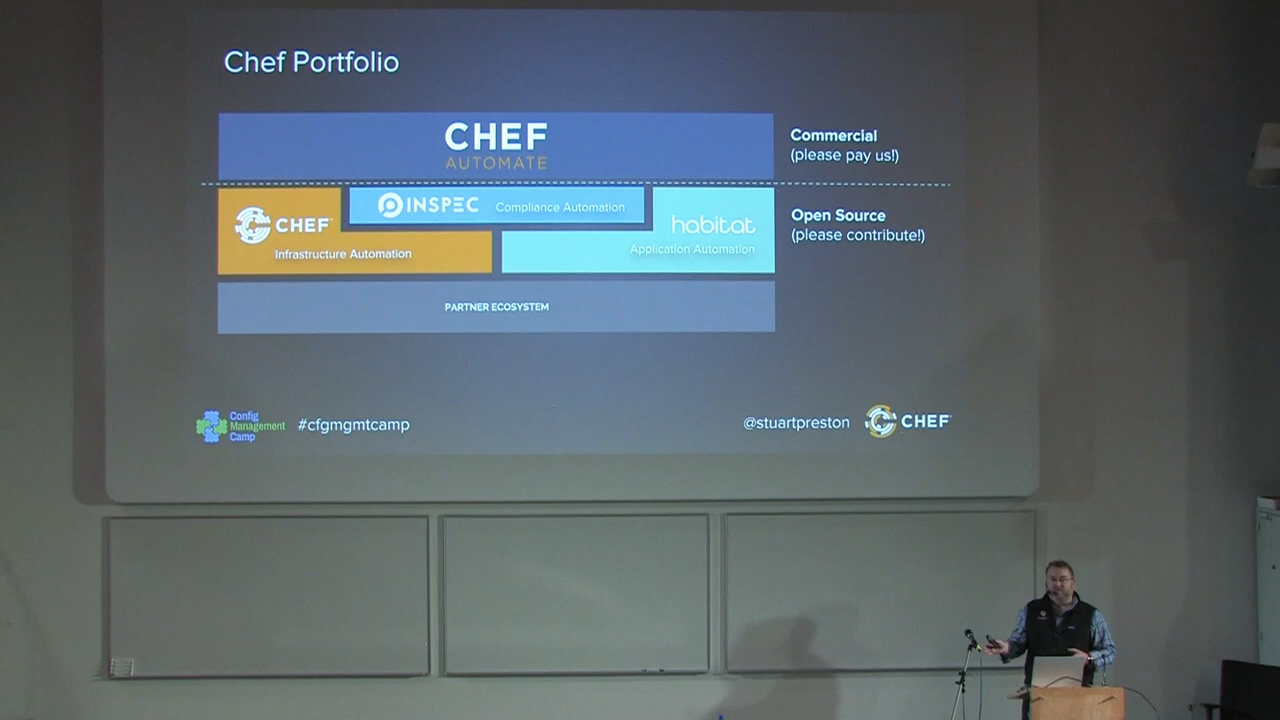 Chef Portfolio
CHEF
AUTOMATE
Commercial
(please pay us!)
CHEF
Infrastructure Automation
INSPEC Compliance Automation
habitat
Application Automation
Open Source
(please contribute!)
PARTNER ECOSYSTEM
Config
Management
Camp
#cfgmgmtcamp
@stuartpreston
CHEF